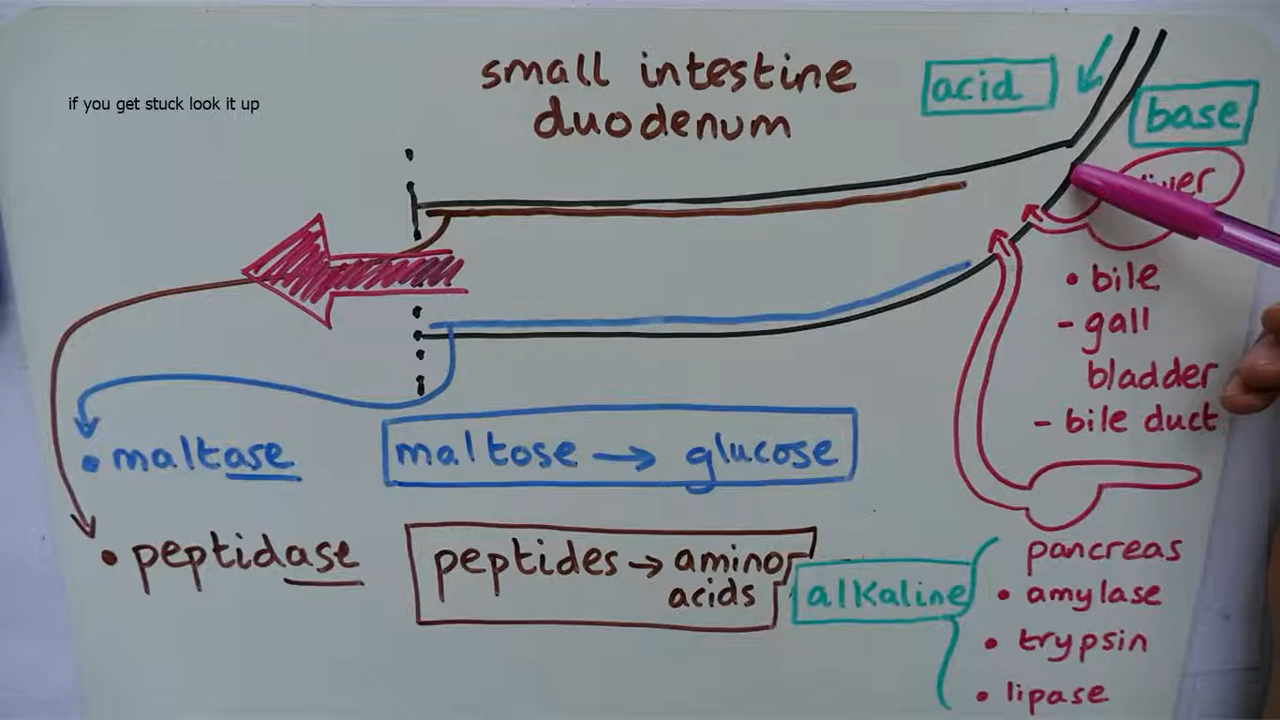 if you get stuck look it up
small intestine
duodenum
acid
base
bile
- gall
bladder
- bile duct
• maltase
maltose → glucose
• peptidase
peptides → amino
acids
alkaline
pancreas
• amylase
• trypsin
• lipase